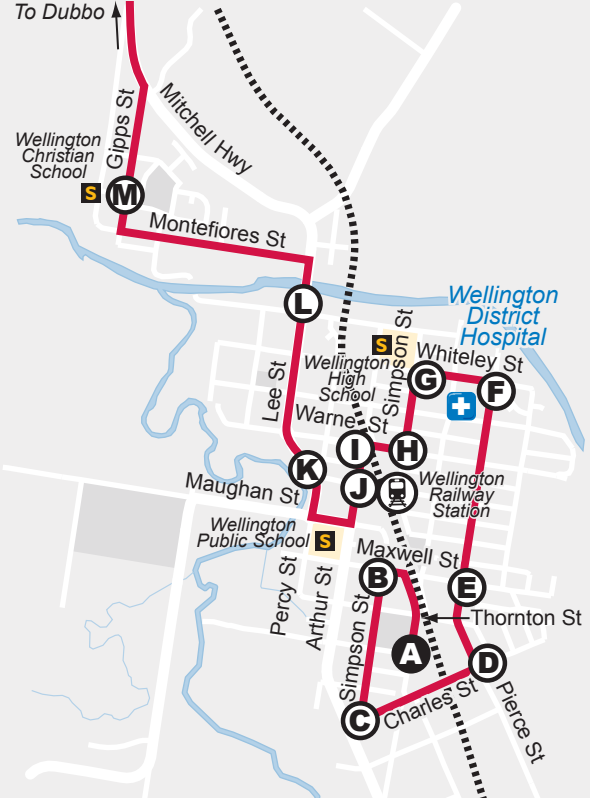 To Dubbo
Gipps St
Mitchell Hwy
Wellington
Christian
School
S
M
Montefiores St
L
Wellington
District
Hospital
S
Simpson St
Whiteley St
Wellington
High
School
G
F
Lee St
Warne St
I
H
K
J
Maughan St
Wellington
Railway
Station
Wellington
Public School
S
Maxwell St
B
E
Percy St
Arthur St
Simpson St
Thornton St
A
D
C
Charles St
Pierce St